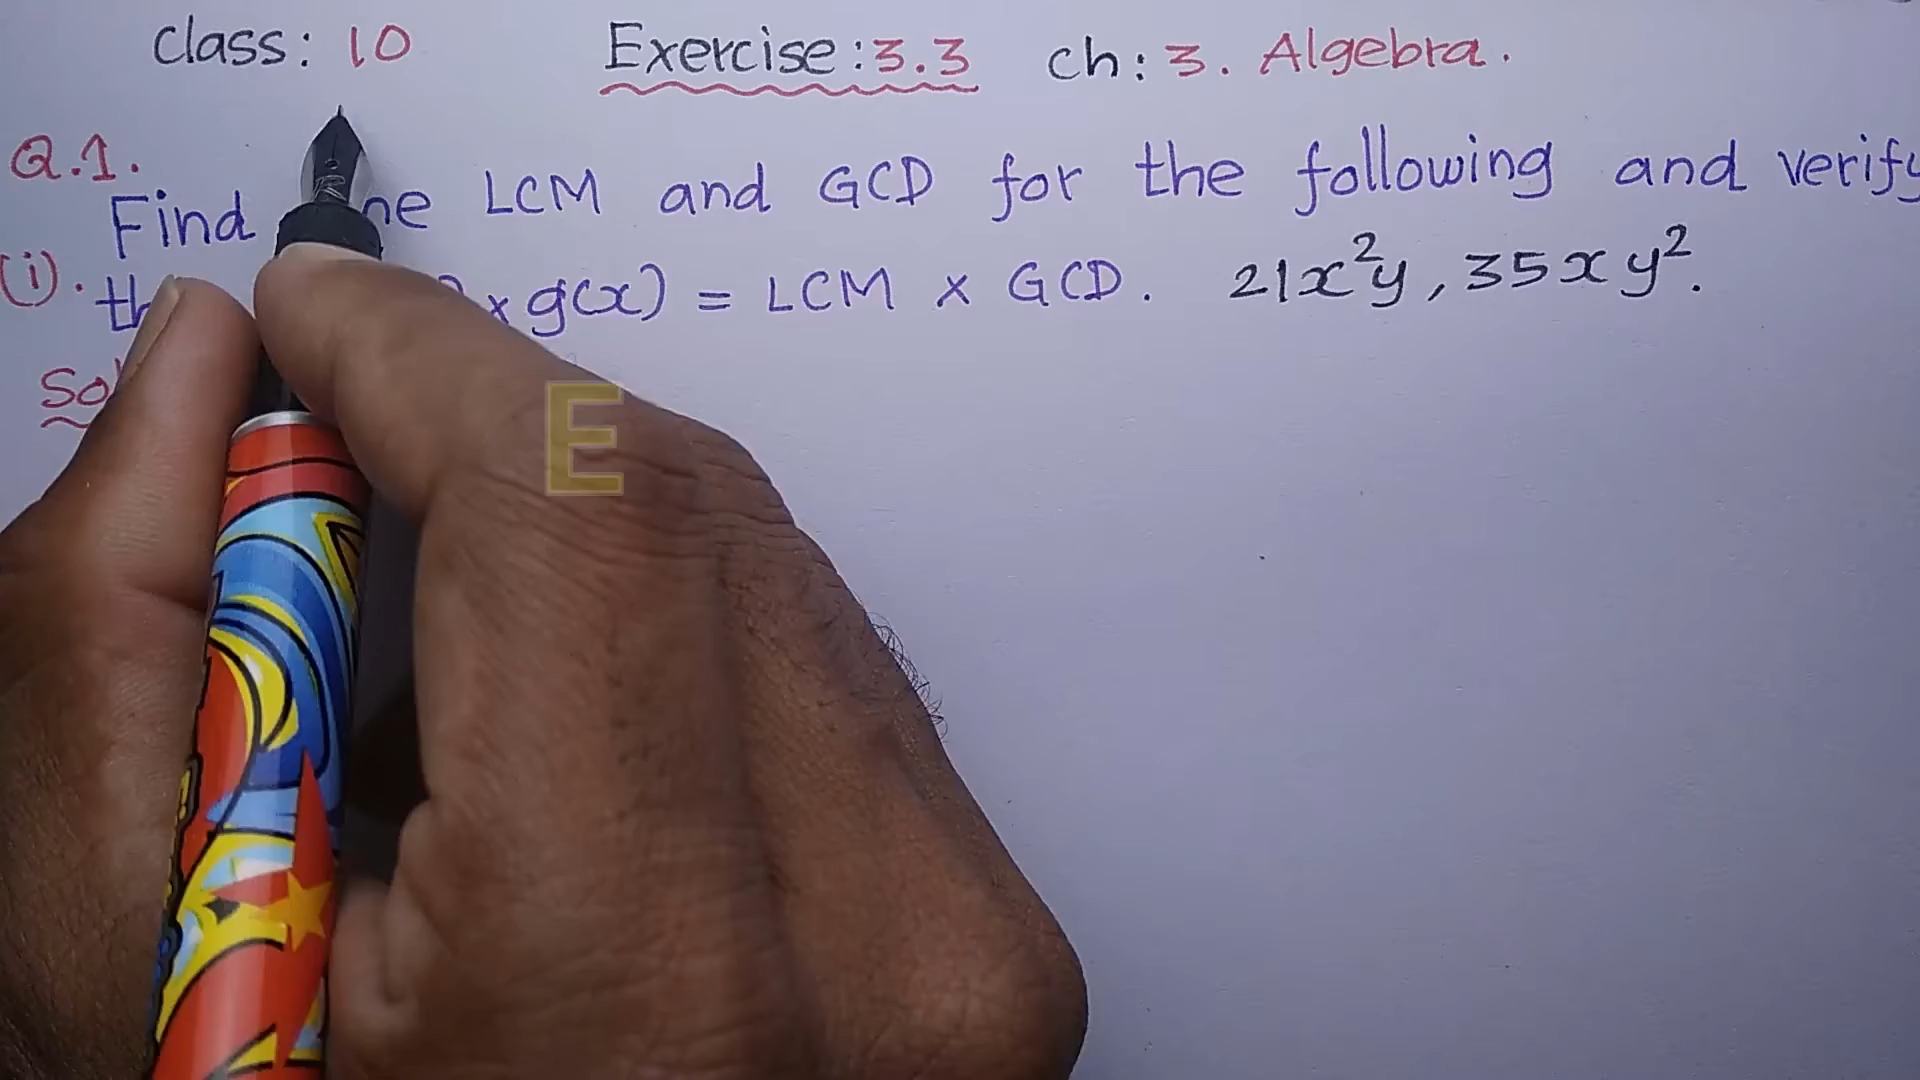 Class: 10 Exercise: 3.3 ch: 3. Algebra.
Q.1.
Find LCM and GCD for the following and verify
(i). × g(x) = LCM × GCD. 21x²y, 35xy².
E